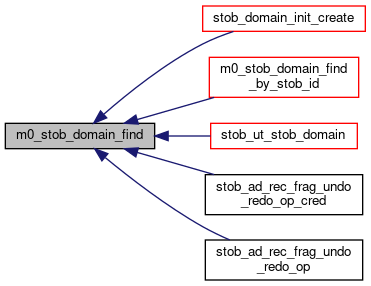 stob_domain_init_create
m0_stob_domain_find
_by_stob_id
m0_stob_domain_find
stob_ut_stob_domain
stob_ad_rec_frag_undo
_redo_op_cred
stob_ad_rec_frag_undo
_redo_op